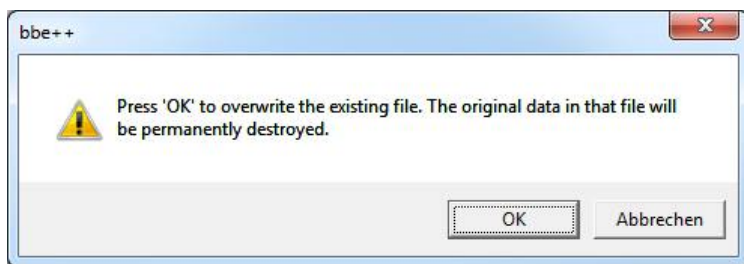 bbe++
Press 'OK' to overwrite the existing file. The original data in that file will
be permanently destroyed.
OK
Abbrechen